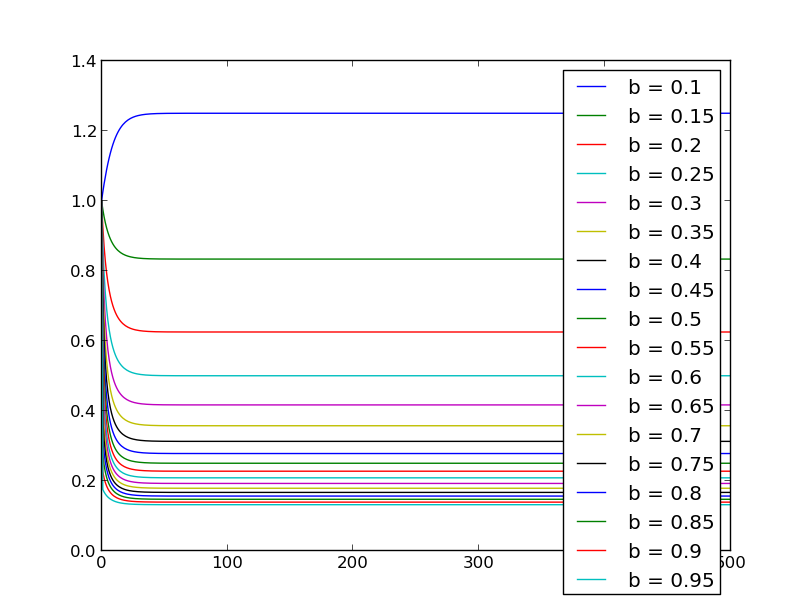 1.4
1.2
1.0
0.8
0.6
0.4
0.2
0.0
0
100
200
300
500
b = 0.1
b = 0.15
b = 0.2
b = 0.25
b = 0.3
b = 0.35
b = 0.4
b = 0.45
b = 0.5
b = 0.55
b = 0.6
b = 0.65
b = 0.7
b = 0.75
b = 0.8
b = 0.85
b = 0.9
b = 0.95